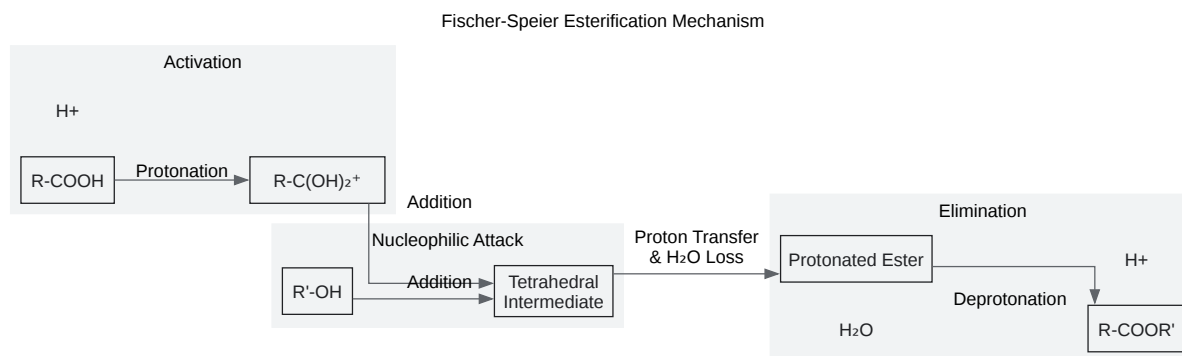 Fischer-Speier Esterification Mechanism
Activation
H+
R-COOH
Protonation
R-C(OH)₂⁺
Addition
Nucleophilic Attack
R'-OH
Addition
Tetrahedral
Intermediate
Proton Transfer
& H₂O Loss
Elimination
Protonated Ester
H+
Deprotonation
H₂O
R-COOR'